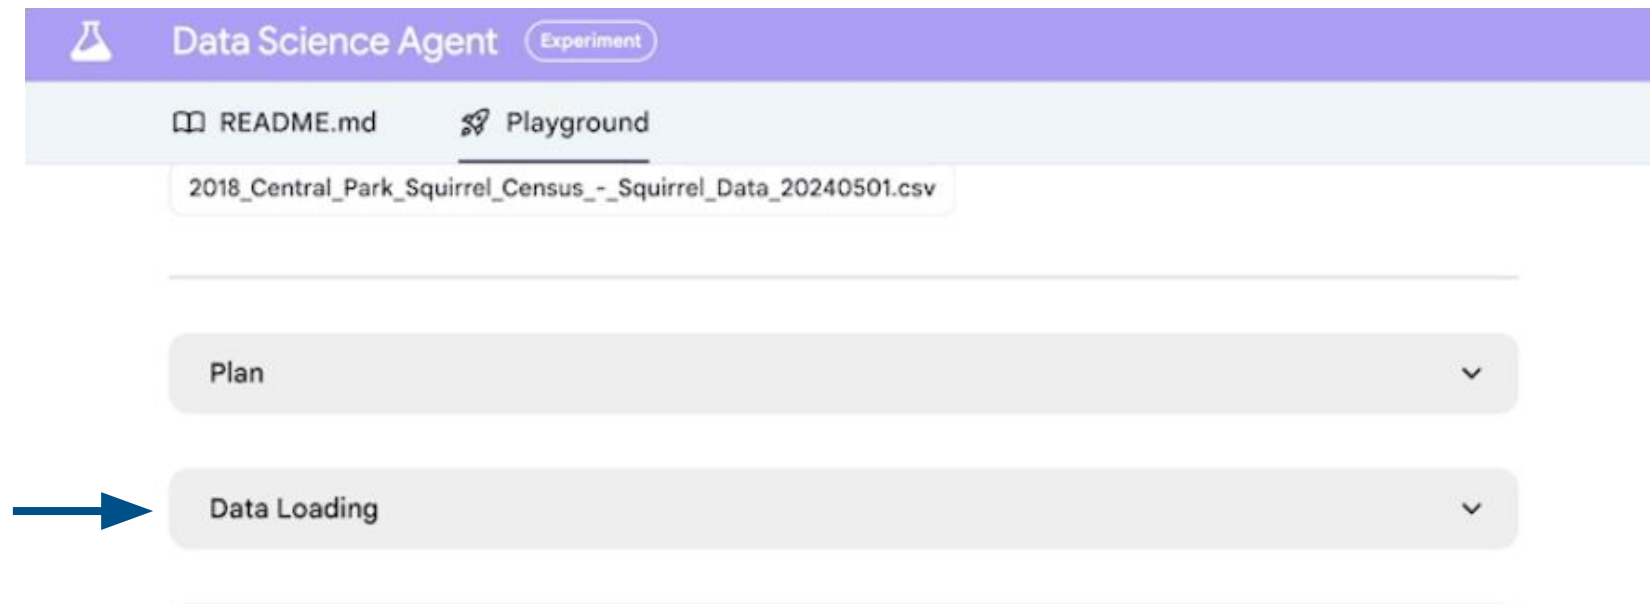 Data Science Agent Experiment
README.md Playground
2018_Central_Park_Squirrel_Census_-_Squirrel_Data_20240501.csv
Plan
Data Loading